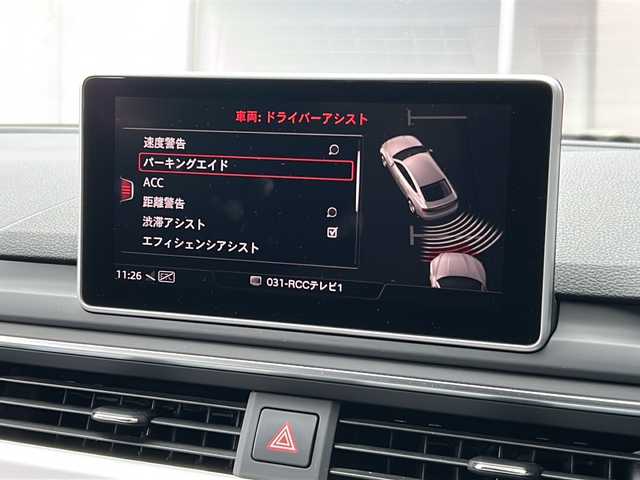 車両: ドライバーアシスト
速度警告
パーキングエイド
ACC
距離警告
渋滞アシスト
エフィシェンシアシスト
11:26
031-RCCテレビ1